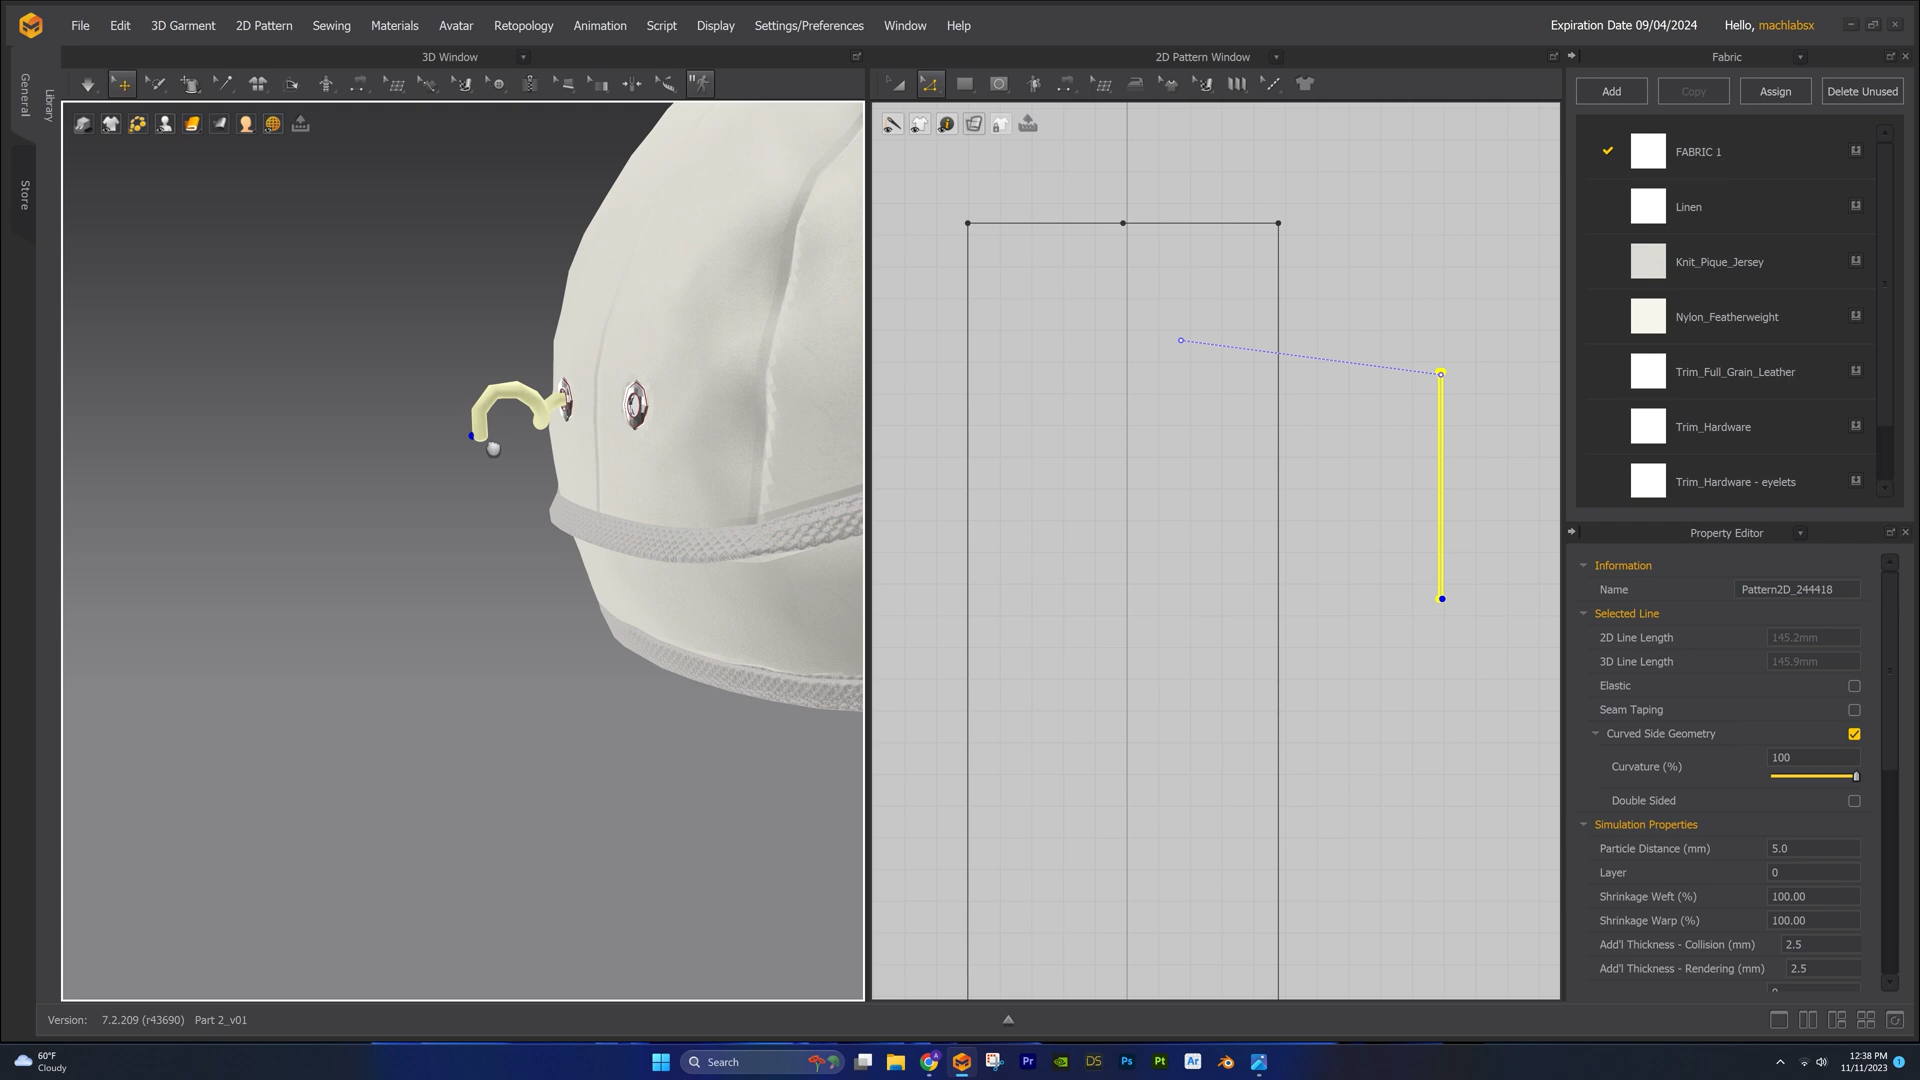 File Edit 3D Garment 2D Pattern Sewing Materials Avatar Retopology Animation Script Display Settings/Preferences Window Help
Expiration Date 09/04/2024 Hello, machlabsx
3D Window
2D Pattern Window
Fabric
General
Library
Store
Add Copy Assign Delete Unused
FABRIC 1
Linen
Knit_Pique_Jersey
Nylon_Featherweight
Trim_Full_Grain_Leather
Trim_Hardware
Trim_Hardware - eyelets
Property Editor
Information
Name Pattern2D_244418
Selected Line
2D Line Length 145.2mm
3D Line Length 145.9mm
Elastic
Seam Taping
Curved Side Geometry
Curvature (%) 100
Double Sided
Simulation Properties
Particle Distance (mm) 5.0
Layer 0
Shrinkage Weft (%) 100.00
Shrinkage Warp (%) 100.00
Add'l Thickness - Collision (mm) 2.5
Add'l Thickness - Rendering (mm) 2.5
Version: 7.2.209 (r43690) Part 2_v01
60°F
Cloudy
Search
Pr
DS
Ps
Pt
Ar
12:38 PM
11/11/2023
1